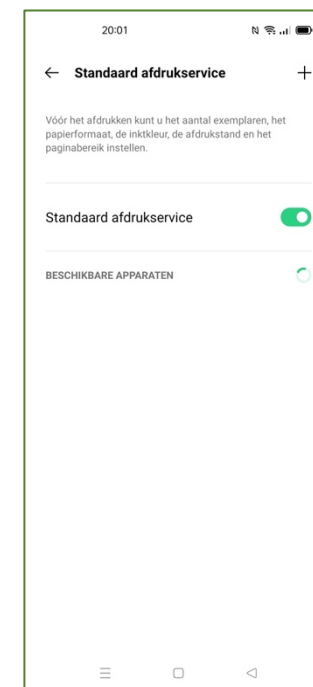 20:01
Standaard afdrukservice
Vóór het afdrukken kunt u het aantal exemplaren, het
papierformaat, de inktkleur, de afdrukstand en het
paginabereik instellen.
Standaard afdrukservice
BESCHIKBARE APPARATEN